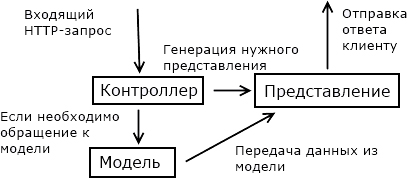 Входящий
HTTP-запрос
Отправка
ответа
клиенту
Генерация нужного
представления
Контроллер
Представление
Если необходимо
обращение к
модели
Модель
Передача данных из
модели